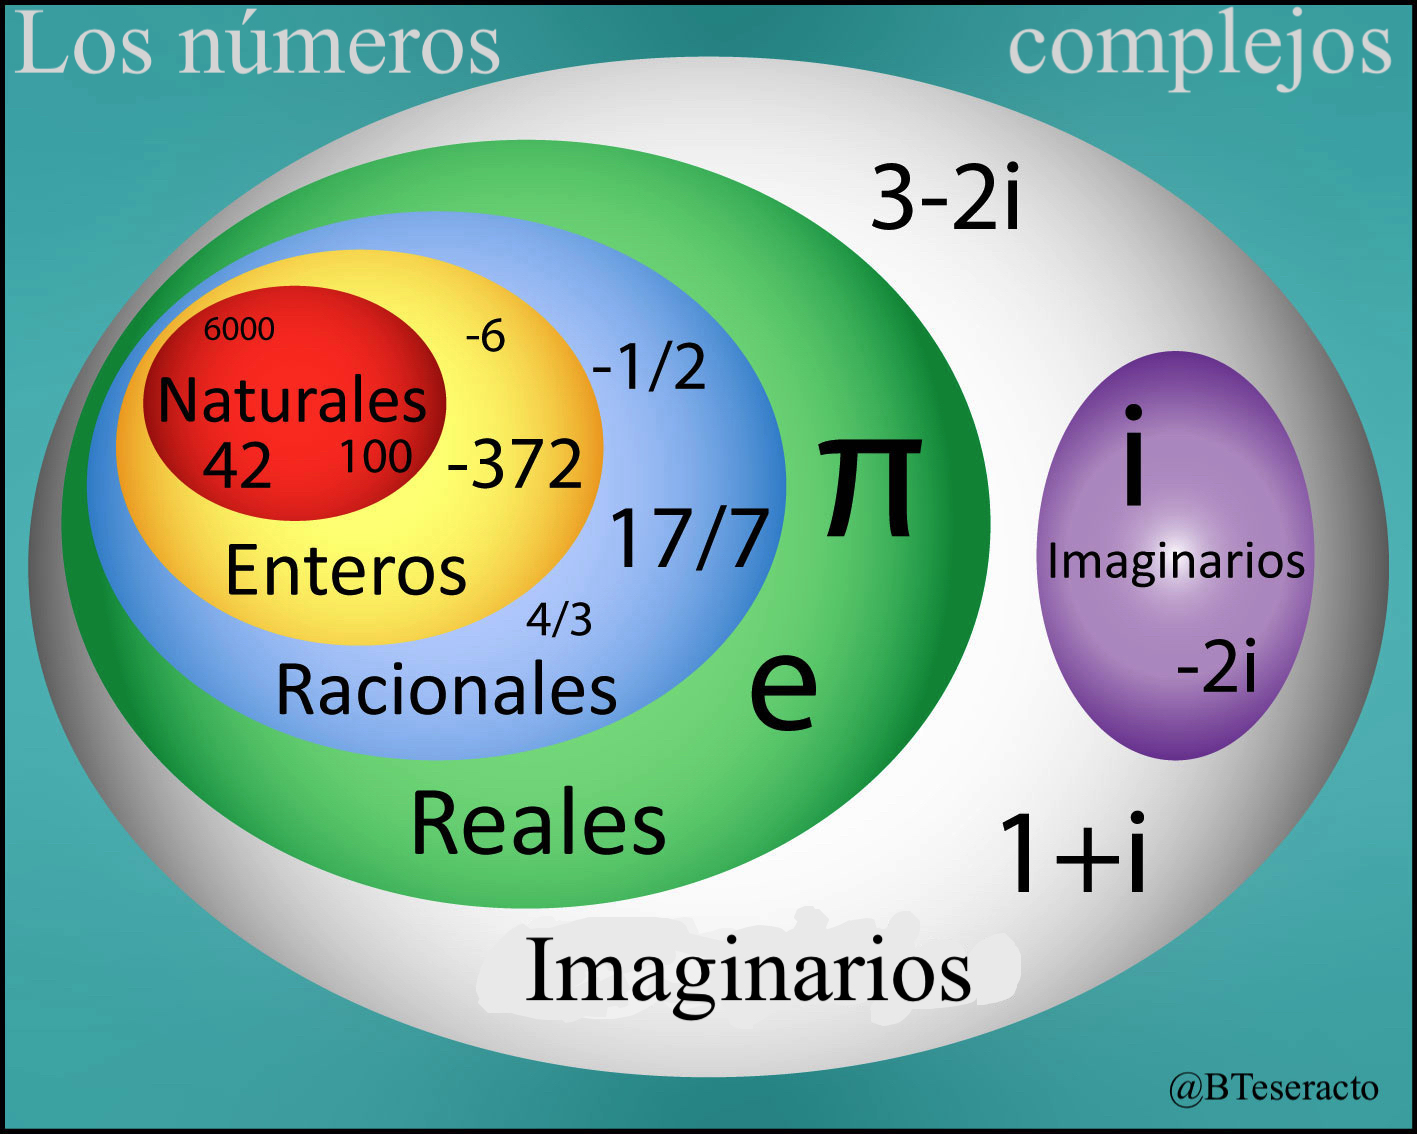 Los números complejos
3-2i
6000
-6
-1/2
Naturales
42
100
-372
π
i
17/7
Enteros
Imaginarios
4/3
Racionales
e
-2i
Reales
1+i
Imaginarios
@BTeseracto